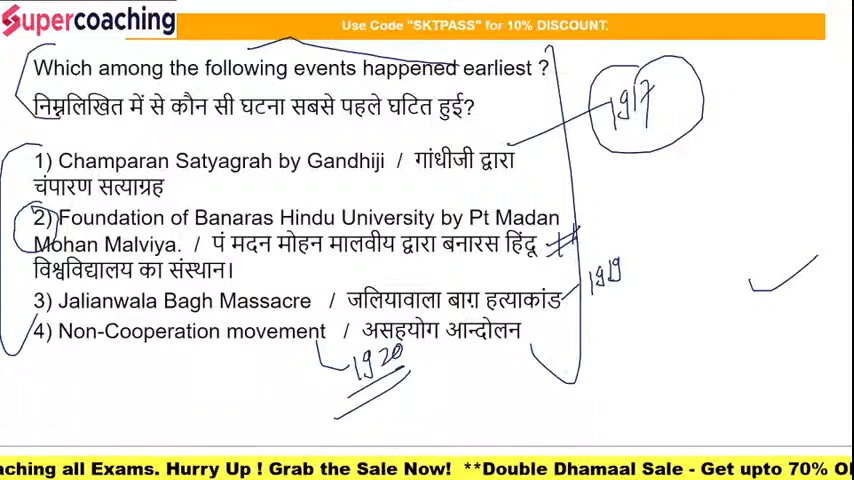 Supercoaching
Use Code "SKTPASS" for 10% DISCOUNT.
Which among the following events happened earliest ?
निम्नलिखित में से कौन सी घटना सबसे पहले घटित हुई?
1917
1) Champaran Satyagrah by Gandhiji / गांधीजी द्वारा
चंपारण सत्याग्रह
2) Foundation of Banaras Hindu University by Pt Madan
Mohan Malviya. / पं मदन मोहन मालवीय द्वारा बनारस हिंदू
विश्वविद्यालय का संस्थान।
3) Jalianwala Bagh Massacre / जलियावाला बाग़ हत्याकांड
1919
4) Non-Cooperation movement / असहयोग आन्दोलन
1920
aching all Exams. Hurry Up ! Grab the Sale Now! **Double Dhamaal Sale - Get upto 70% O